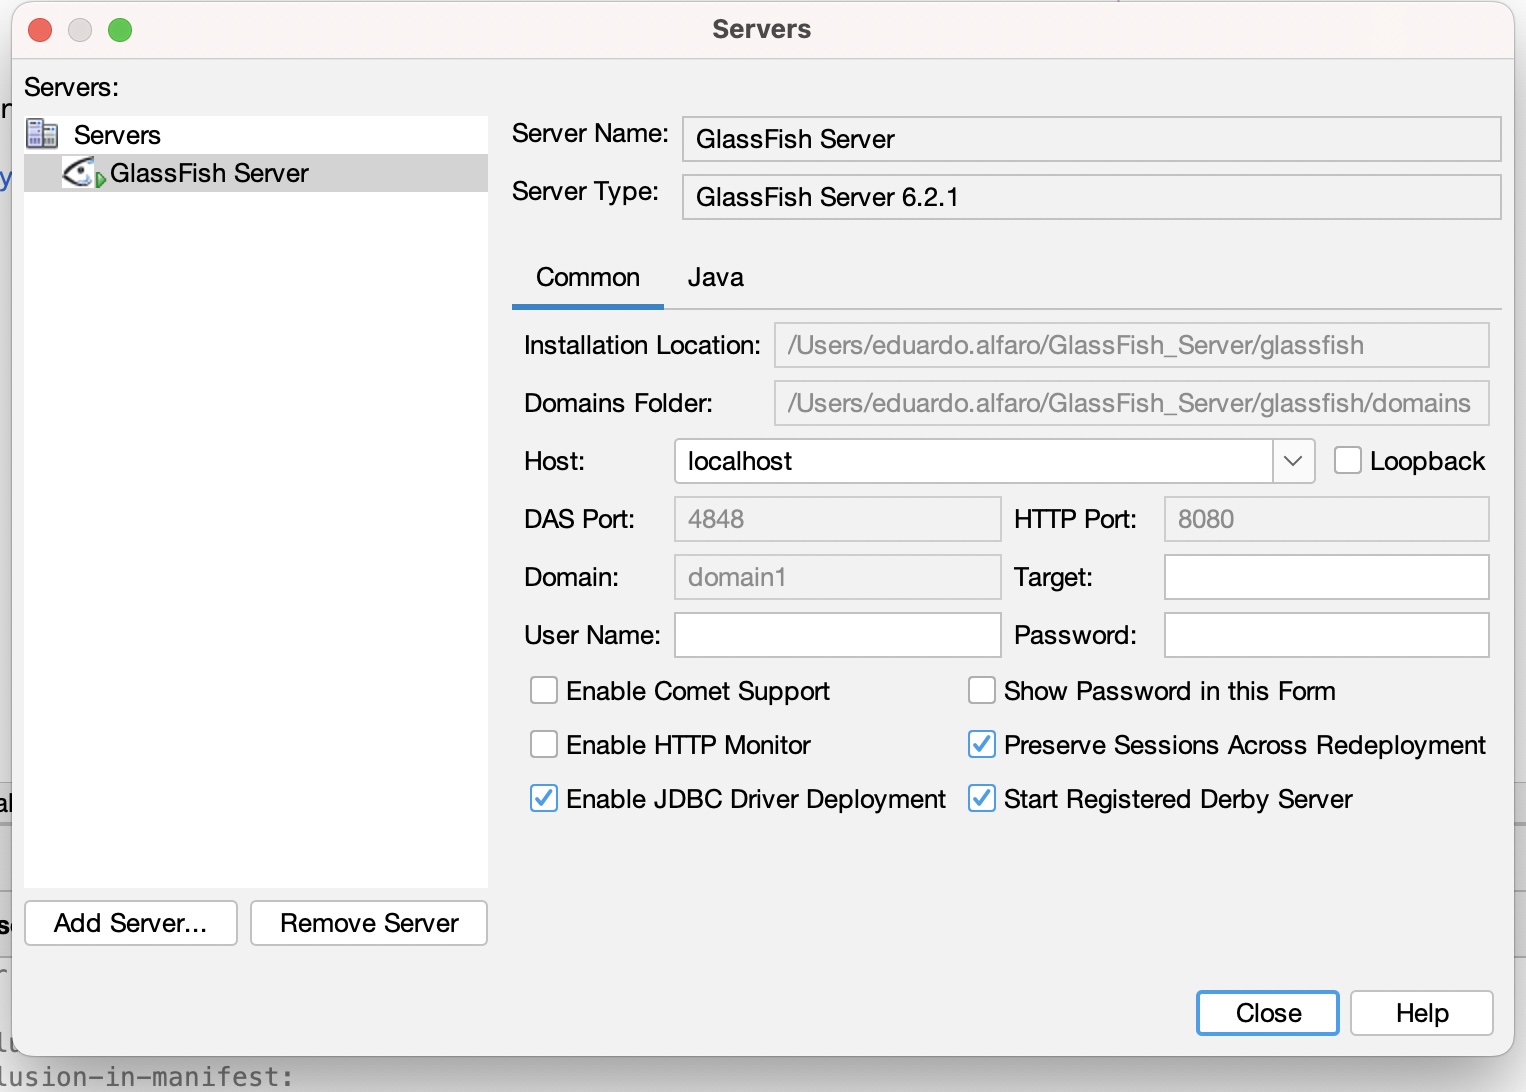 Servers
Servers:
Servers
GlassFish Server
Server Name: GlassFish Server
Server Type: GlassFish Server 6.2.1
Common Java
Installation Location: /Users/eduardo.alfaro/GlassFish_Server/glassfish
Domains Folder: /Users/eduardo.alfaro/GlassFish_Server/glassfish/domains
Host: localhost Loopback
DAS Port: 4848 HTTP Port: 8080
Domain: domain1 Target:
User Name: Password:
Enable Comet Support Show Password in this Form
Enable HTTP Monitor Preserve Sessions Across Redeployment
Enable JDBC Driver Deployment Start Registered Derby Server
Add Server... Remove Server
Close Help
lusion-in-manifest: